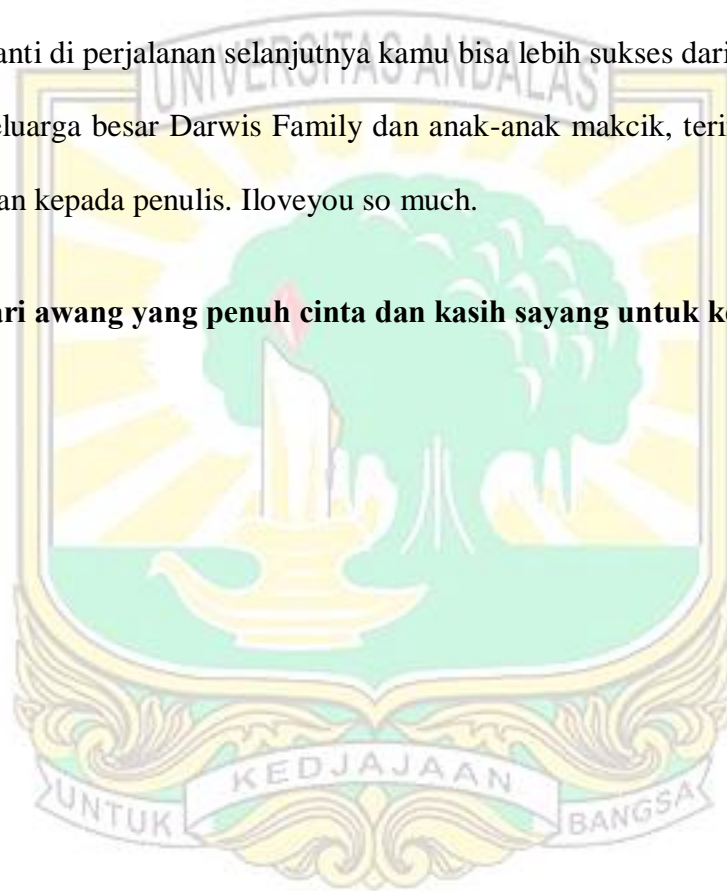 UNIVERSITAS ANDALAS
anti di perjalanan selanjutnya kamu bisa lebih sukses dari
eluarga besar Darwis Family dan anak-anak makcik, teri
an kepada penulis. Iloveyou so much.
ari awang yang penuh cinta dan kasih sayang untuk ke
UNTUK KEDJAJAAN BANGSA